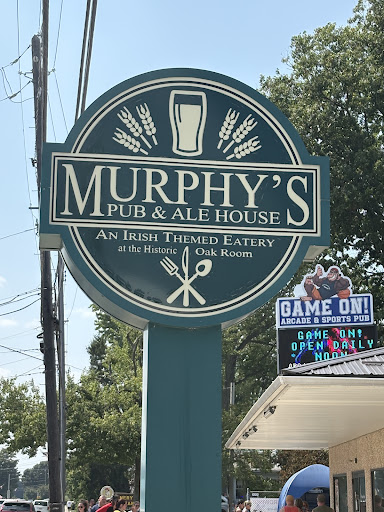 MURPHY'S
PUB & ALE HOUSE
AN IRISH THEMED EATERY
at the Historic Oak Room
GAME ON!
ARCADE & SPORTS PUB
GAME ON!
OPEN DAILY
NOON